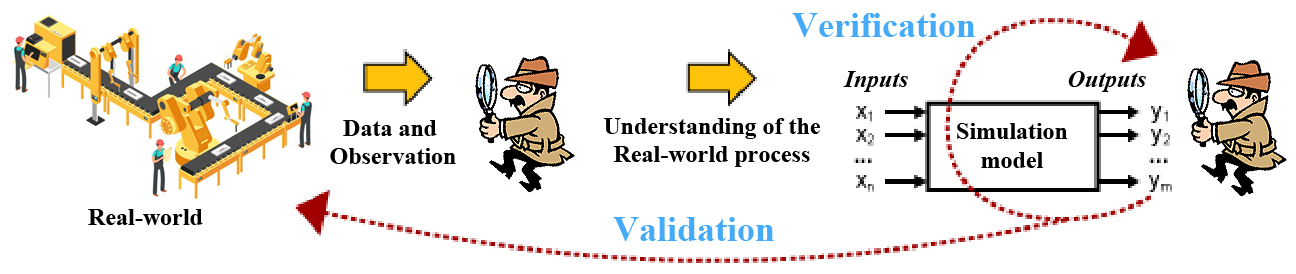 Verification
Inputs
Outputs
x1
y1
Data and
Observation
Understanding of the
Real-world process
Simulation
model
x2
y2
...
...
xn
ym
Real-world
Validation